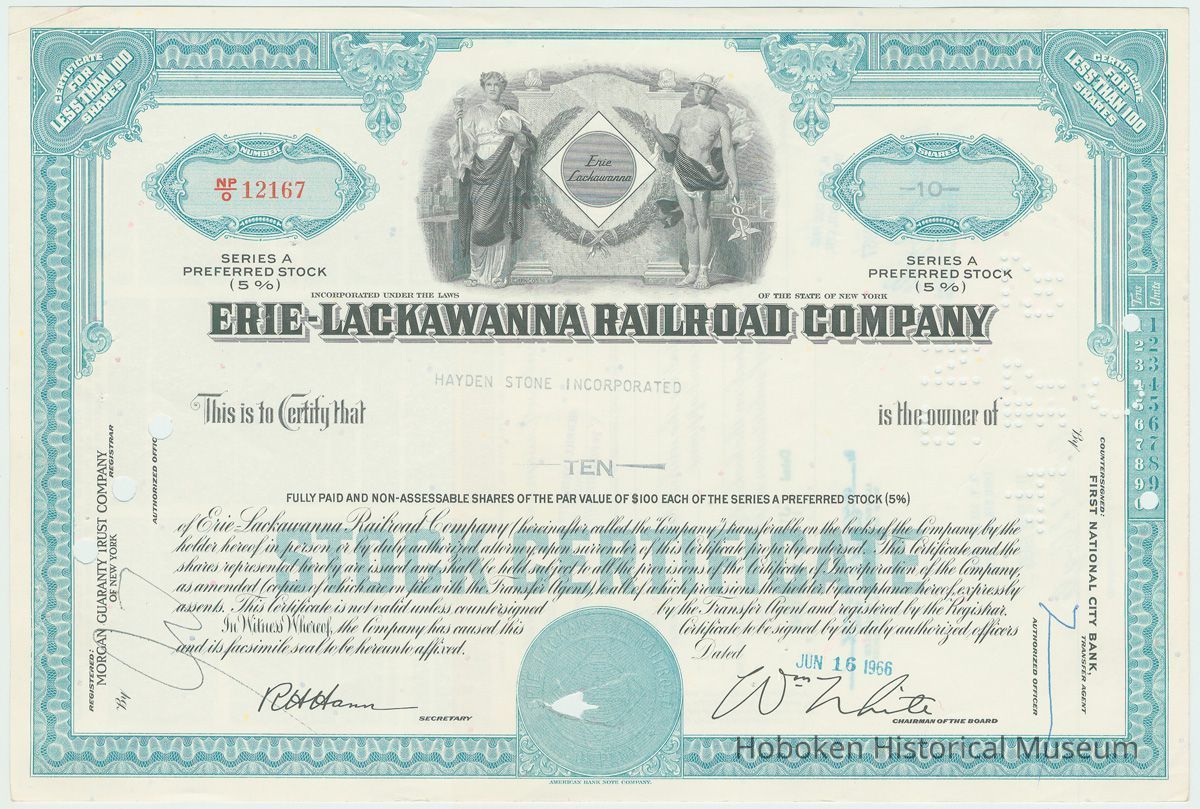 CERTIFICATE
FOR
LESS THAN 100
SHARES
CERTIFICATE
FOR
LESS THAN 100
SHARES
NUMBER
NP/O 12167
SHARES
—10—
Erie
Lackawanna
SERIES A
PREFERRED STOCK
(5%)
SERIES A
PREFERRED STOCK
(5%)
INCORPORATED UNDER THE LAWS OF THE STATE OF NEW YORK
ERIE-LACKAWANNA RAILROAD COMPANY
HAYDEN STONE INCORPORATED
This is to Certify that is the owner of
TEN
FULLY PAID AND NON-ASSESSABLE SHARES OF THE PAR VALUE OF $100 EACH OF THE SERIES A PREFERRED STOCK (5%)
STOCK CERTIFICATE
of Erie-Lackawanna Railroad Company (hereinafter called the "Company") transferable on the books of the Company by the
holder hereof in person or by duly authorized attorney upon surrender of this Certificate properly endorsed. This Certificate and the
shares represented hereby are issued and shall be held subject to all the provisions of the Certificate of Incorporation of the Company,
as amended (copies of which are on file with the Transfer Agent), to all of which provisions the holder, by acceptance hereof, expressly
assents. This Certificate is not valid unless countersigned by the Transfer Agent and registered by the Registrar.
In Witness Whereof, the Company has caused this Certificate to be signed by its duly authorized officers
and its facsimile seal to be hereunto affixed.
Dated JUN 16 1966
R H Hann
SECRETARY
Wm White
CHAIRMAN OF THE BOARD
REGISTERED:
MORGAN GUARANTY TRUST COMPANY
OF NEW YORK
REGISTRAR
By
COUNTERSIGNED:
FIRST NATIONAL CITY BANK,
TRANSFER AGENT
By
AUTHORIZED OFFICER
Tens Units
1
2 2
3 3
4 4
5 5
6 6
7 7
8 8
9 9
AMERICAN BANK NOTE COMPANY.
Hoboken Historical Museum